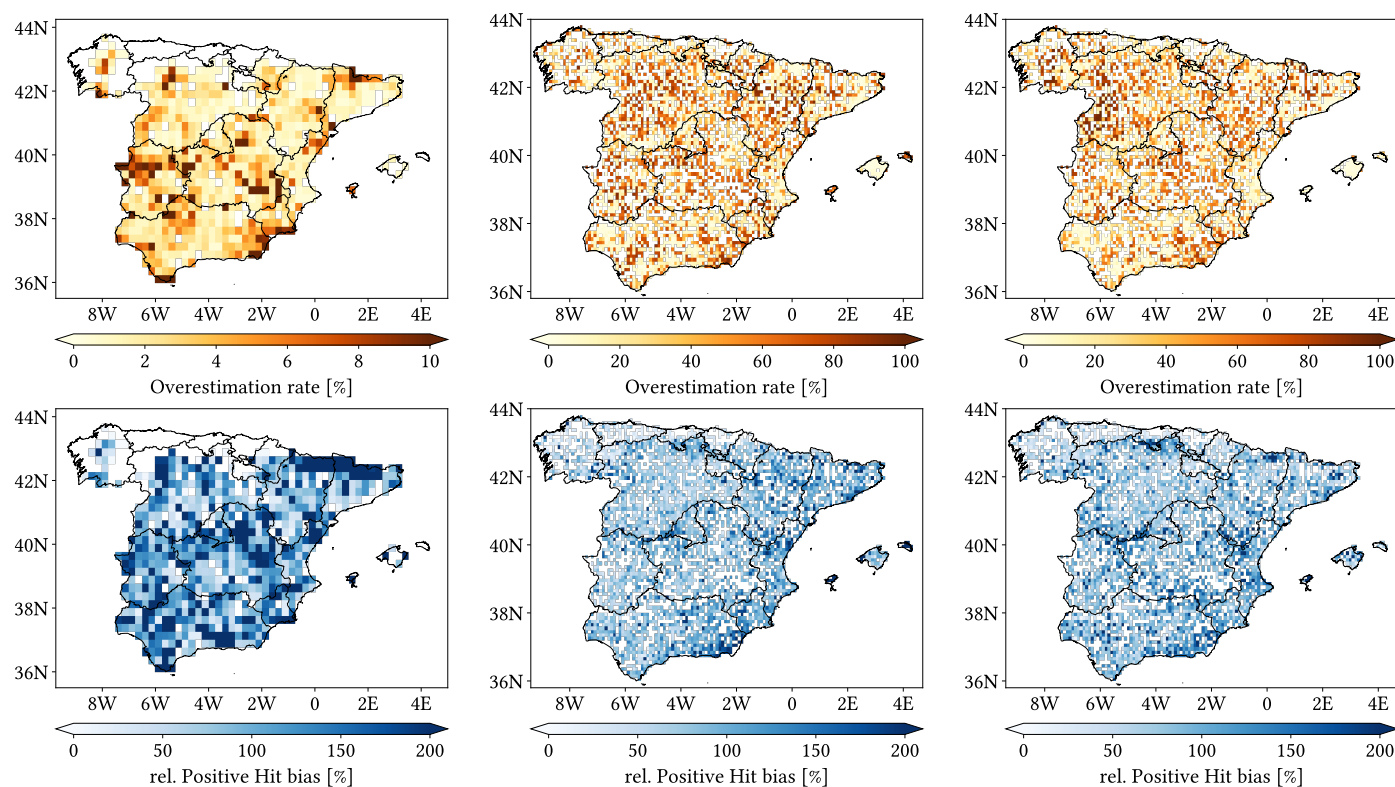 44N
42N
40N
38N
36N
8W 6W 4W 2W 0 2E 4E
0 2 4 6 8 10
Overestimation rate [%]
44N
42N
40N
38N
36N
8W 6W 4W 2W 0 2E 4E
0 20 40 60 80 100
Overestimation rate [%]
44N
42N
40N
38N
36N
8W 6W 4W 2W 0 2E 4E
0 20 40 60 80 100
Overestimation rate [%]
44N
42N
40N
38N
36N
8W 6W 4W 2W 0 2E 4E
0 50 100 150 200
rel. Positive Hit bias [%]
44N
42N
40N
38N
36N
8W 6W 4W 2W 0 2E 4E
0 50 100 150 200
rel. Positive Hit bias [%]
44N
42N
40N
38N
36N
8W 6W 4W 2W 0 2E 4E
0 50 100 150 200
rel. Positive Hit bias [%]